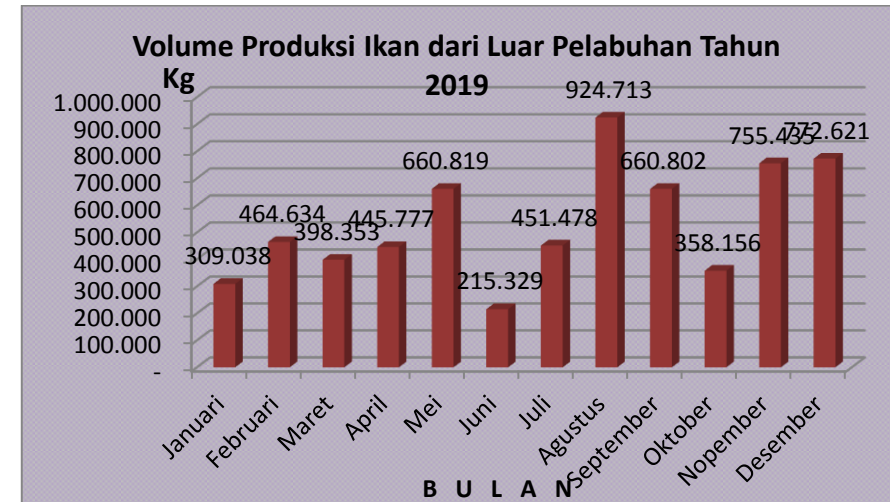 Volume Produksi Ikan dari Luar Pelabuhan Tahun
2019
Kg
1.000.000
900.000
800.000
700.000
600.000
500.000
400.000
300.000
200.000
100.000
-
309.038
464.634
398.353
445.777
660.819
215.329
451.478
924.713
660.802
358.156
755.435
772.621
Januari
Februari
Maret
April
Mei
Juni
Juli
Agustus
September
Oktober
Nopember
Desember
B U L A N